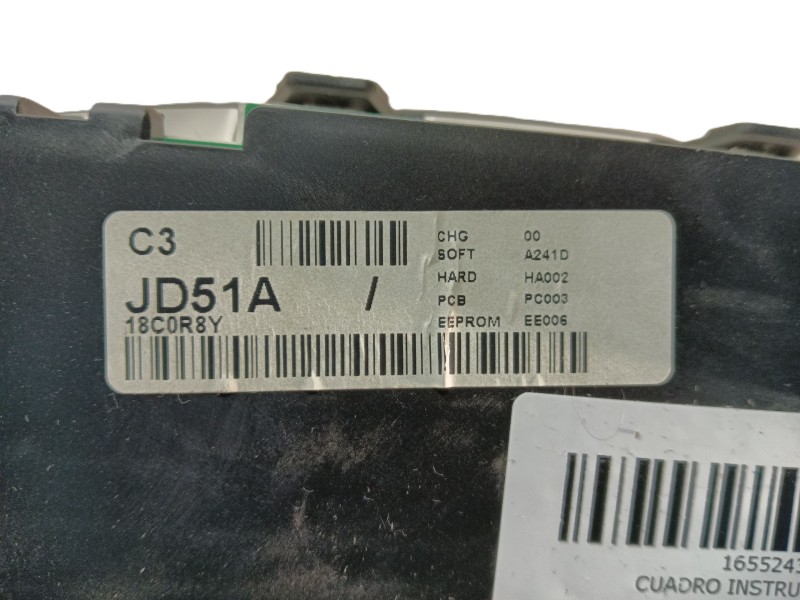 C3
CHG 00
SOFT A241D
JD51A /
HARD HA002
PCB PC003
18C0R8Y
EEPROM EE006
1655243
CUADRO INSTRU